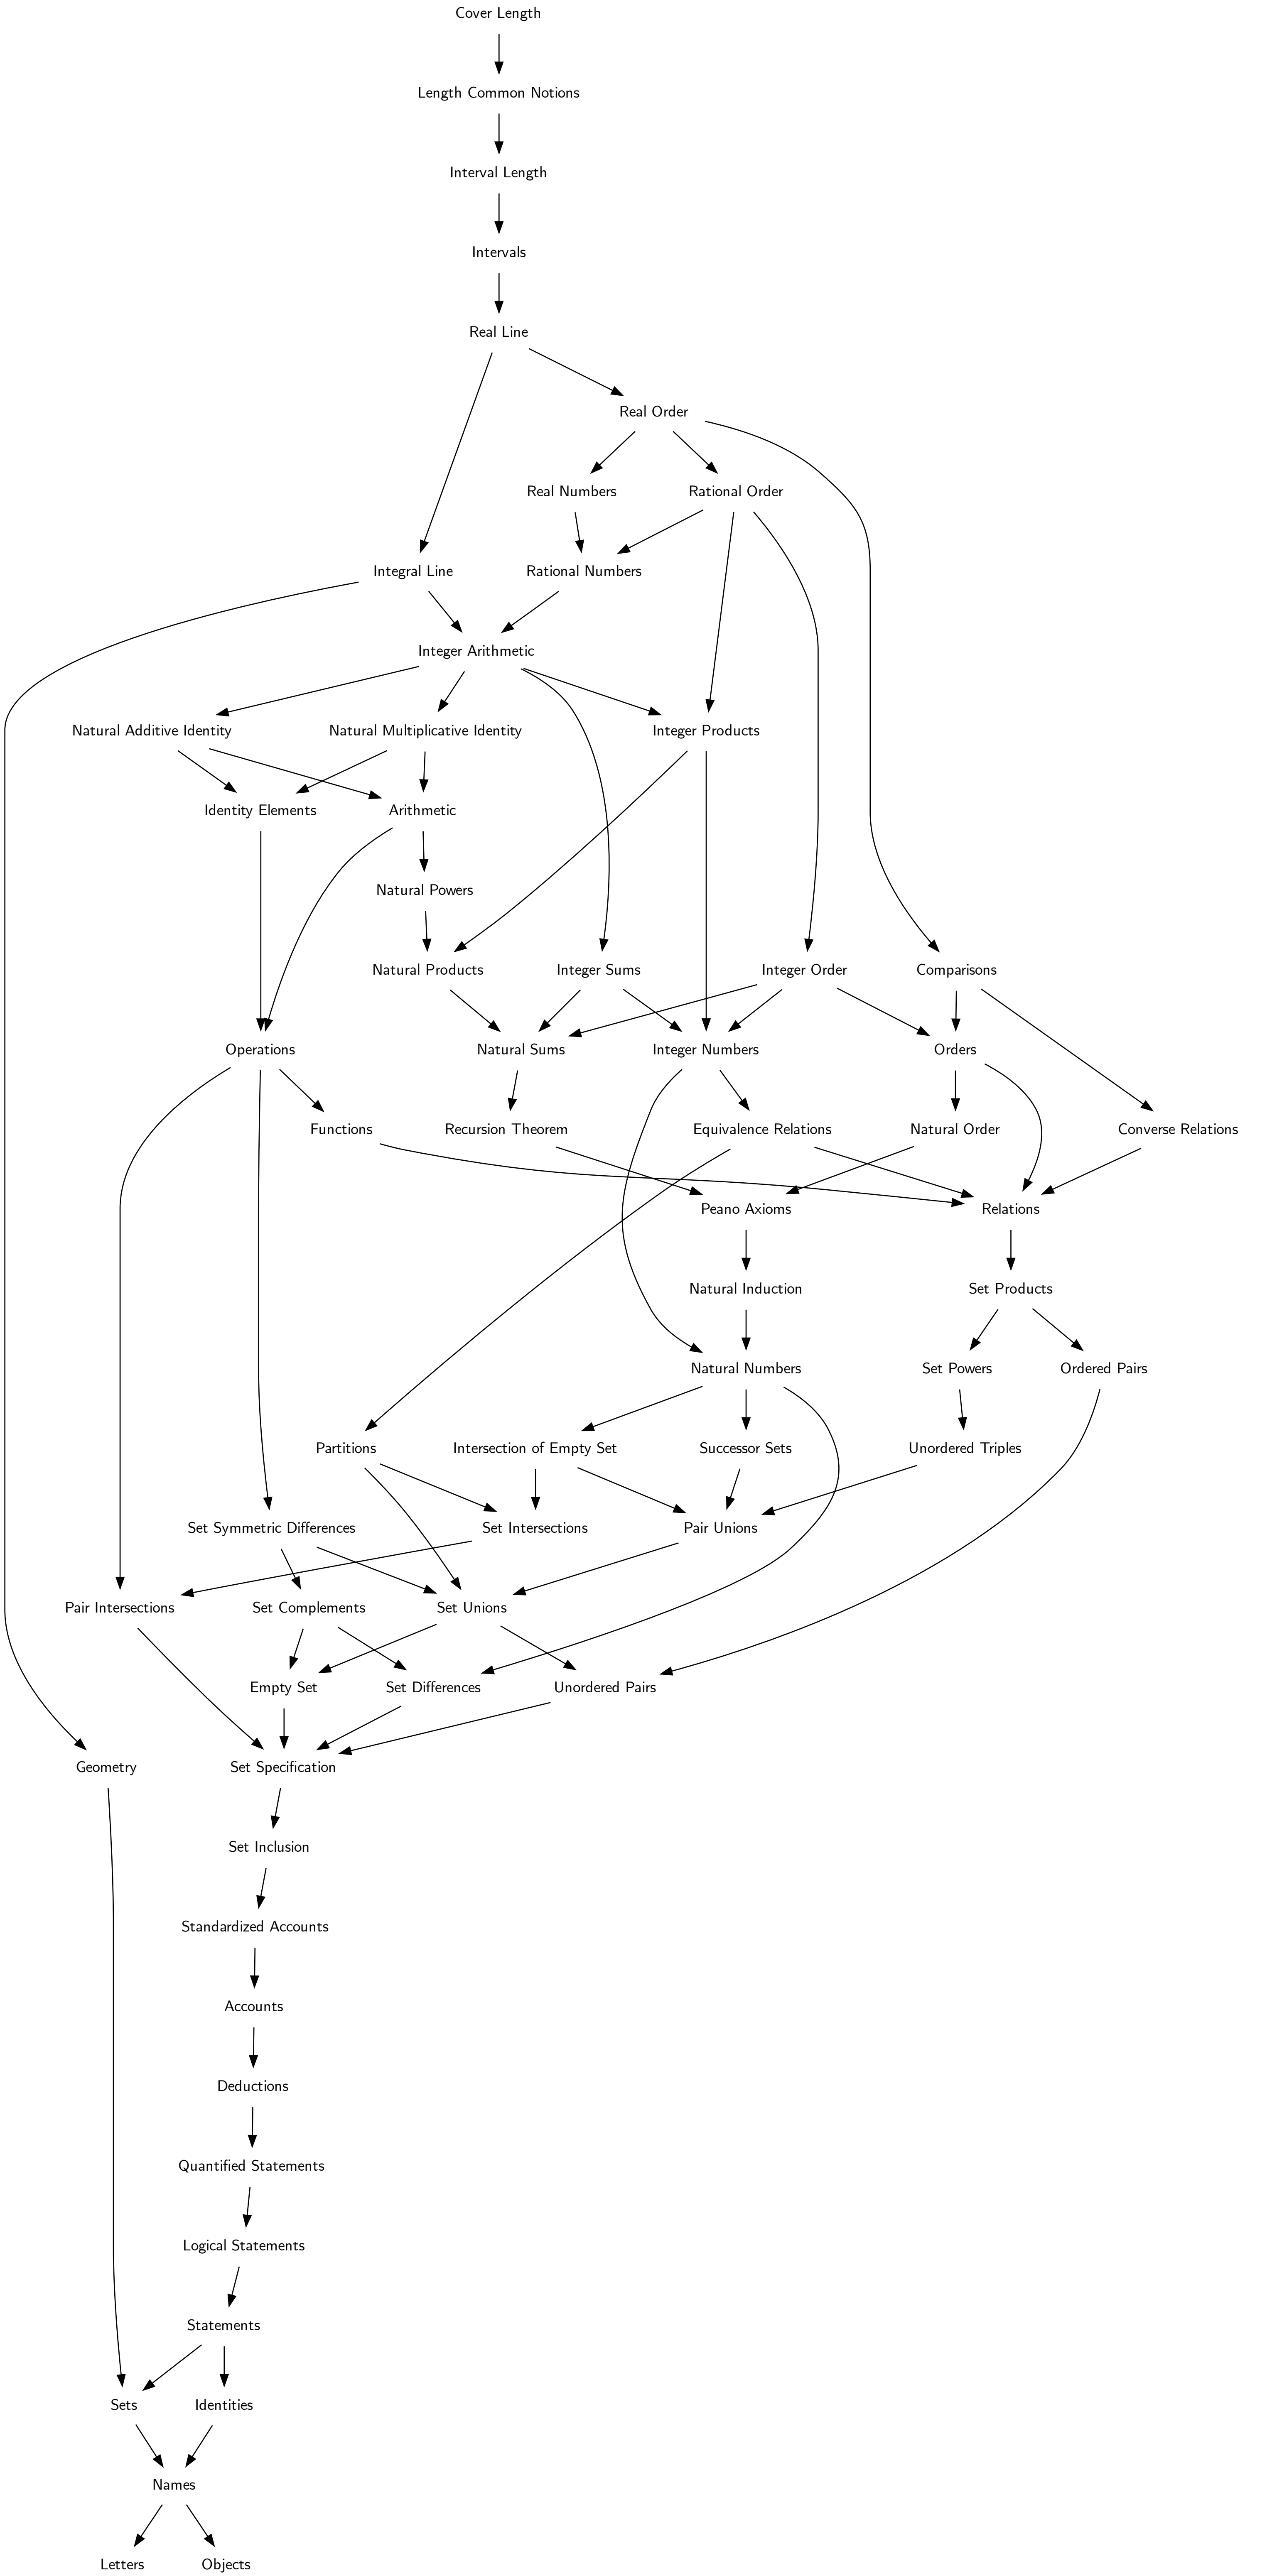 Cover Length
Length Common Notions
Interval Length
Intervals
Real Line
Real Order
Real Numbers
Rational Order
Integral Line
Rational Numbers
Integer Arithmetic
Natural Additive Identity
Natural Multiplicative Identity
Integer Products
Identity Elements
Arithmetic
Natural Powers
Natural Products
Integer Sums
Integer Order
Comparisons
Operations
Natural Sums
Integer Numbers
Orders
Functions
Recursion Theorem
Equivalence Relations
Natural Order
Converse Relations
Peano Axioms
Relations
Natural Induction
Set Products
Natural Numbers
Set Powers
Ordered Pairs
Partitions
Intersection of Empty Set
Successor Sets
Unordered Triples
Set Symmetric Differences
Set Intersections
Pair Unions
Pair Intersections
Set Complements
Set Unions
Empty Set
Set Differences
Unordered Pairs
Geometry
Set Specification
Set Inclusion
Standardized Accounts
Accounts
Deductions
Quantified Statements
Logical Statements
Statements
Sets
Identities
Names
Letters
Objects